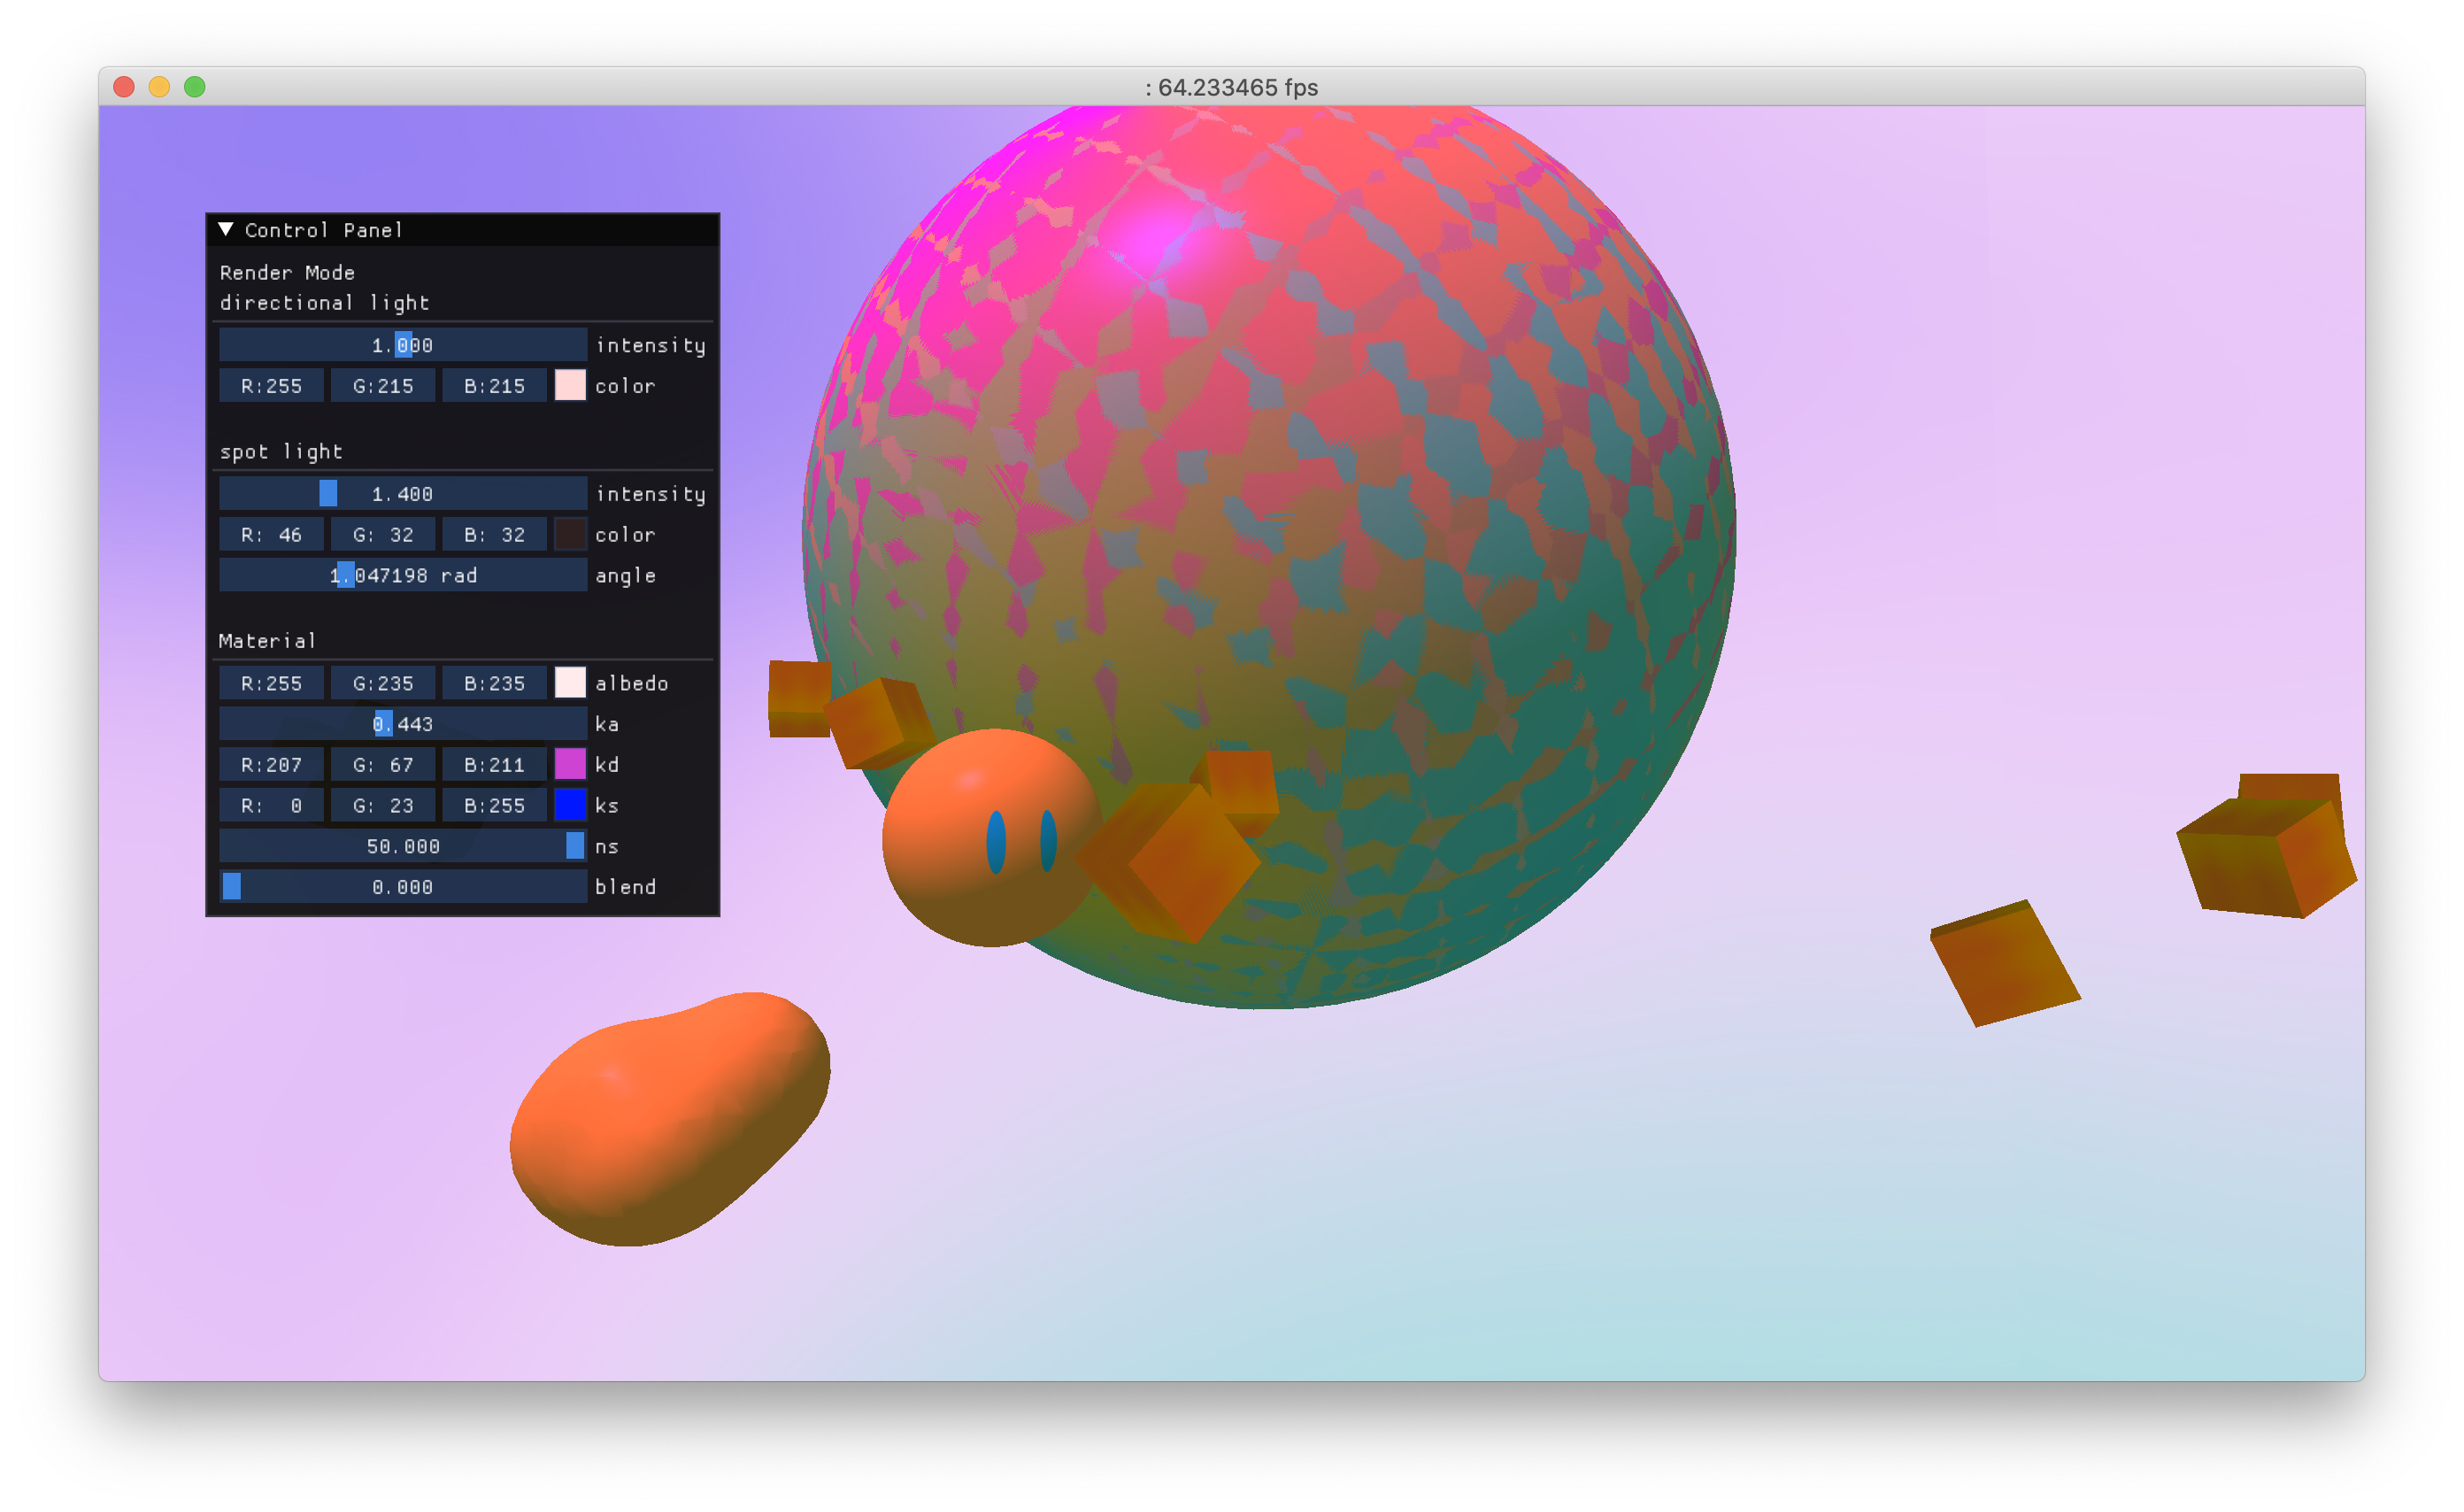 : 64.233465 fps
Control Panel
Render Mode
directional light
1.000 intensity
R:255 G:215 B:215 color
spot light
1.400 intensity
R: 46 G: 32 B: 32 color
1.047198 rad angle
Material
R:255 G:235 B:235 albedo
0.443 ka
R:207 G: 67 B:211 kd
R: 0 G: 23 B:255 ks
50.000 ns
0.000 blend